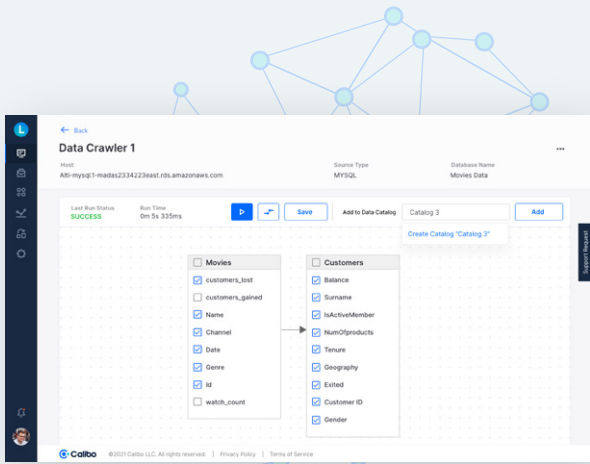 L
← Back
Data Crawler 1
Host
Source Type
Database Name
Alti-mysql:1-madas2334223east.rds.amazonaws.com
MYSQL
Movies Data
Last Run Status
Run Time
SUCCESS
0m 5s 335ms
Save
Add to Data Catalog
Catalog 3
Add
Create Catalog "Catalog 3"
Support Request
Movies
customers_lost
customers_gained
Name
Channel
Date
Genre
Id
watch_count
Customers
Balance
Surname
IsActiveMember
NumOfproducts
Tenure
Geography
Exited
Customer ID
Gender
Calibo
©2021 Calibo LLC. All rights reserved. | Privacy Policy | Terms of Service